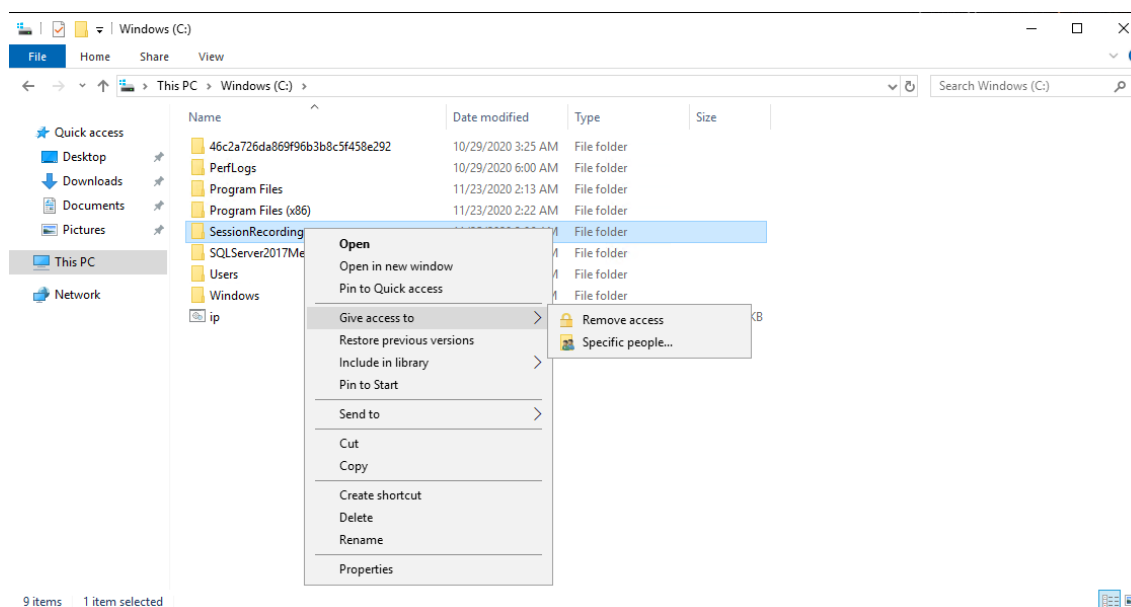 Windows (C:)
File Home Share View
This PC > Windows (C:) >
Search Windows (C:)
Name Date modified Type Size
Quick access
Desktop
Downloads
Documents
Pictures
This PC
Network
46c2a726da869f96b3b8c5f458e292 10/29/2020 3:25 AM File folder
PerfLogs 10/29/2020 6:00 AM File folder
Program Files 11/23/2020 2:13 AM File folder
Program Files (x86) 11/23/2020 2:22 AM File folder
SessionRecording File folder
SQLServer2017Me File folder
Users File folder
Windows File folder
ip KB
Open
Open in new window
Pin to Quick access
Give access to
Restore previous versions
Include in library
Pin to Start
Send to
Cut
Copy
Create shortcut
Delete
Rename
Properties
Remove access
Specific people...
9 items 1 item selected